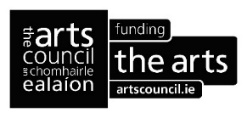 the arts
council
an chomhairle
ealaíon
funding
the arts
artscouncil.ie